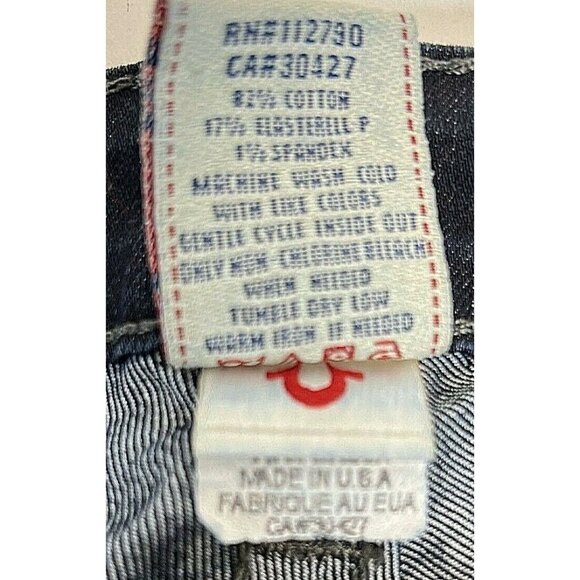 RN#112790
CA#30427
82% COTTON
17% ELASTERELL P
1% SPANDEX
MACHINE WASH COLD
WITH LIKE COLORS
GENTLE CYCLE INSIDE OUT
ONLY NON-CHLORINE BLEACH
WHEN NEEDED
TUMBLE DRY LOW
WARM IRON IF NEEDED
MADE IN U.S.A
FABRIQUE AU EUA
CA#30427